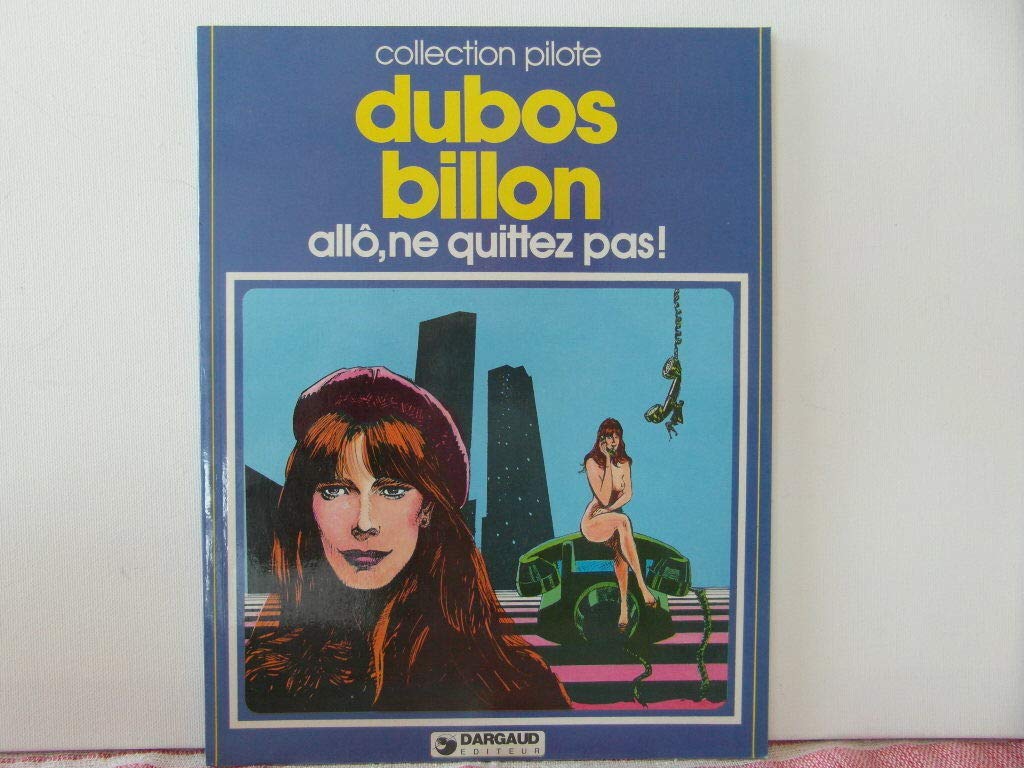 collection pilote
dubos
billon
allô, ne quittez pas!
DARGAUD
EDITEUR